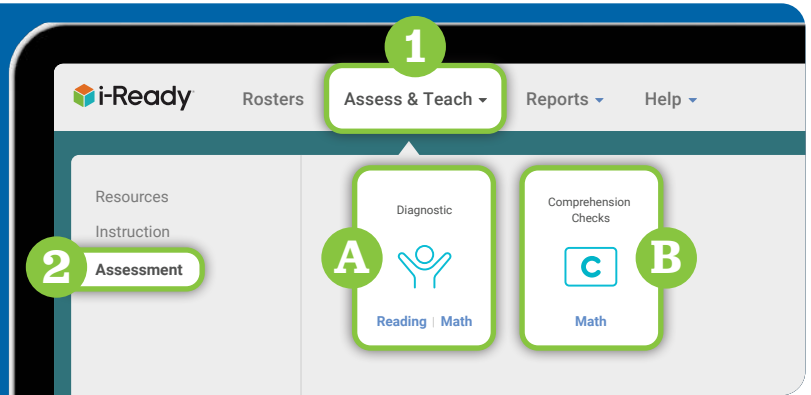 1
i-Ready
Rosters
Assess & Teach
Reports
Help
Resources
Instruction
2
Assessment
A
Diagnostic
Reading | Math
Comprehension
Checks
C
B
Math